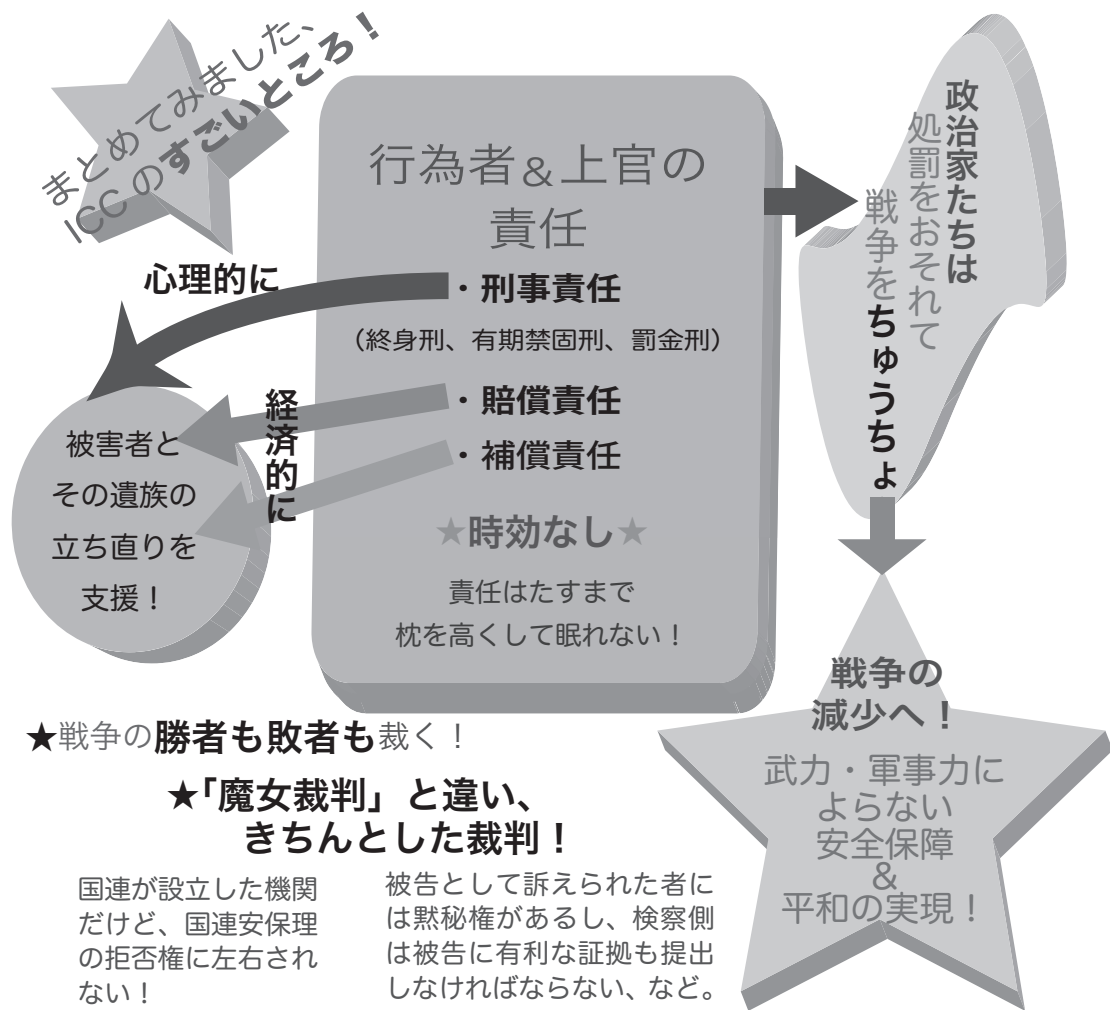 まとめてみました、
ICCのすごいところ！
行為者&上官の
責任
・刑事責任
（終身刑、有期禁固刑、罰金刑）
・賠償責任
・補償責任
★時効なし★
責任はたすまで
枕を高くして眠れない！
心理的に
経済的に
被害者と
その遺族の
立ち直りを
支援！
政治家たちは
処罰をおそれて
戦争をちゅうちょ
戦争の
減少へ！
武力・軍事力に
よらない
安全保障
&
平和の実現！
★戦争の勝者も敗者も裁く！
★「魔女裁判」と違い、
きちんとした裁判！
国連が設立した機関
だけど、国連安保理
の拒否権に左右され
ない！
被告として訴えられた者に
は黙秘権があるし、検察側
は被告に有利な証拠も提出
しなければならない、など。